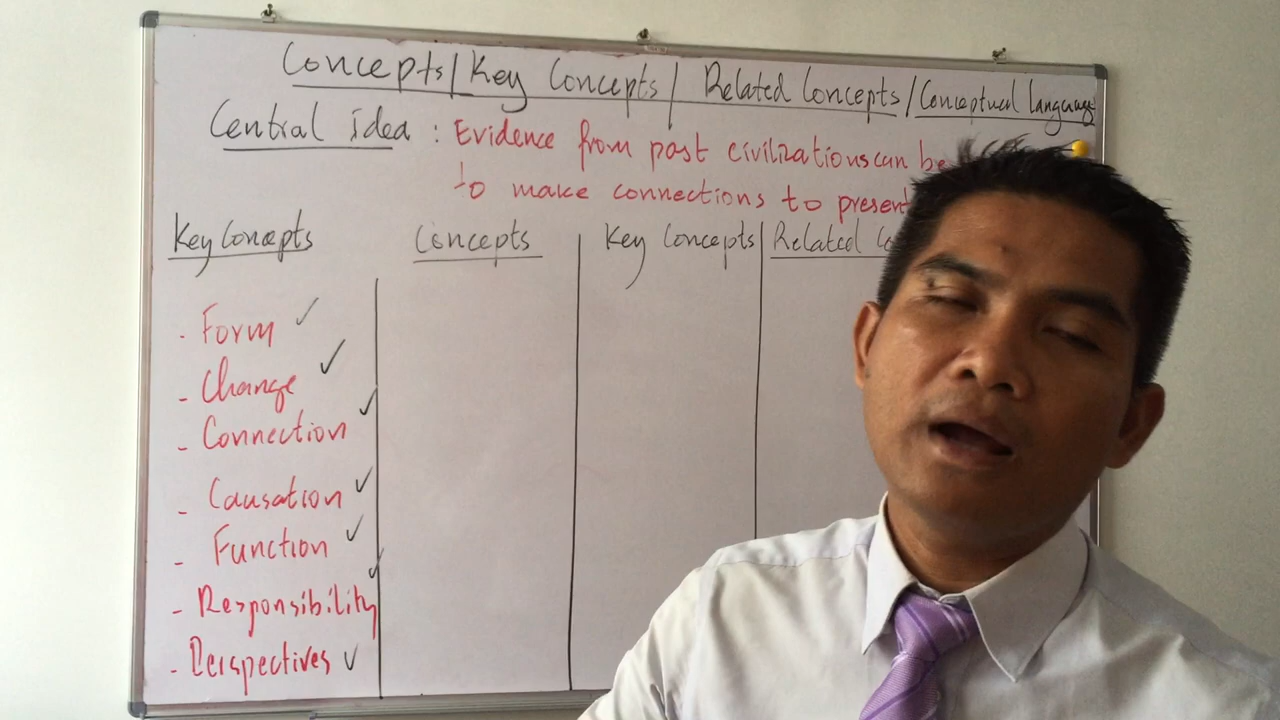 Concepts/Key Concepts/Related Concepts/Conceptual language
Central idea : Evidence from past civilizations can be
to make connections to present
Key Concepts Concepts Key Concepts Related
- Form ✓
- Change ✓
- Connection ✓
- Causation ✓
- Function ✓
- Responsibility ✓
- Perspectives ✓